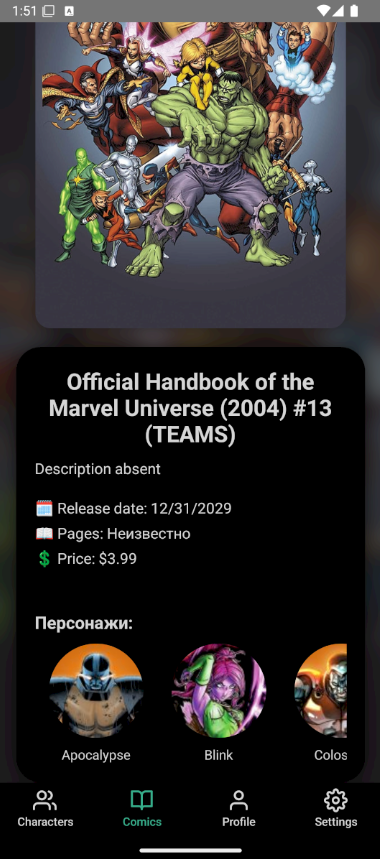 1:51
Official Handbook of the
Marvel Universe (2004) #13
(TEAMS)
Description absent
🗓️ Release date: 12/31/2029
📖 Pages: Неизвестно
💲 Price: $3.99
Персонажи:
Apocalypse Blink Colos
Characters Comics Profile Settings